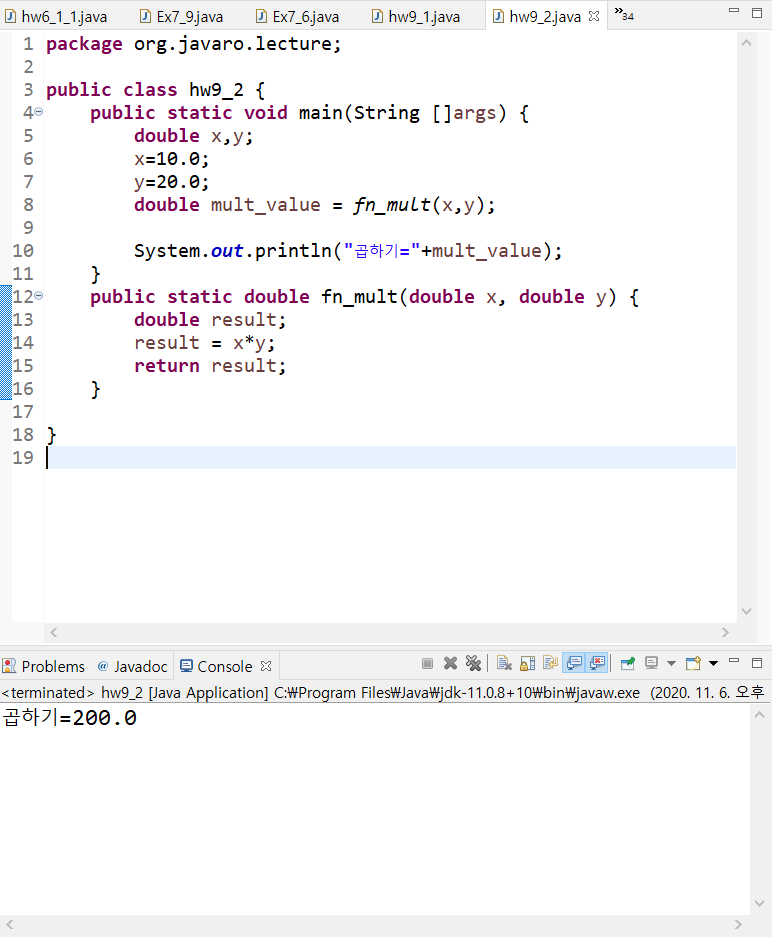 hw6_1_1.java Ex7_9.java Ex7_6.java hw9_1.java hw9_2.java »34
1 package org.javaro.lecture;
2
3 public class hw9_2 {
4 public static void main(String []args) {
5 double x,y;
6 x=10.0;
7 y=20.0;
8 double mult_value = fn_mult(x,y);
9
10 System.out.println("곱하기="+mult_value);
11 }
12 public static double fn_mult(double x, double y) {
13 double result;
14 result = x*y;
15 return result;
16 }
17
18 }
19
Problems @ Javadoc Console
<terminated> hw9_2 [Java Application] C:₩Program Files₩Java₩jdk-11.0.8+10₩bin₩javaw.exe (2020. 11. 6. 오후
곱하기=200.0